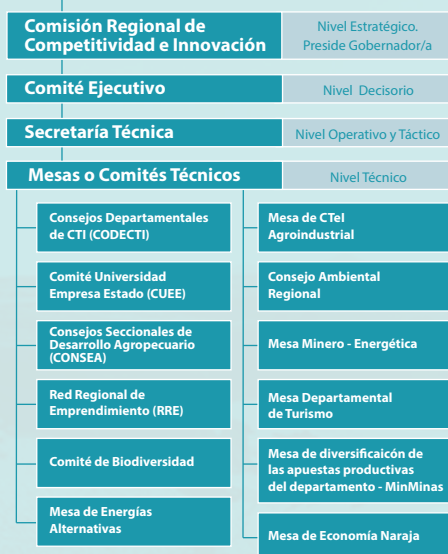 Comisión Regional de
Competitividad e Innovación
Nivel Estratégico.
Preside Gobernador/a
Comité Ejecutivo
Nivel Decisorio
Secretaría Técnica
Nivel Operativo y Táctico
Mesas o Comités Técnicos
Nivel Técnico
Consejos Departamentales
de CTI (CODECTI)
Comité Universidad
Empresa Estado (CUEE)
Consejos Seccionales de
Desarrollo Agropecuario
(CONSEA)
Red Regional de
Emprendimiento (RRE)
Comité de Biodiversidad
Mesa de Energías
Alternativas
Mesa de CTeI
Agroindustrial
Consejo Ambiental
Regional
Mesa Minero - Energética
Mesa Departamental
de Turismo
Mesa de diversificaicón de
las apuestas productivas
del departamento - MinMinas
Mesa de Economía Naraja